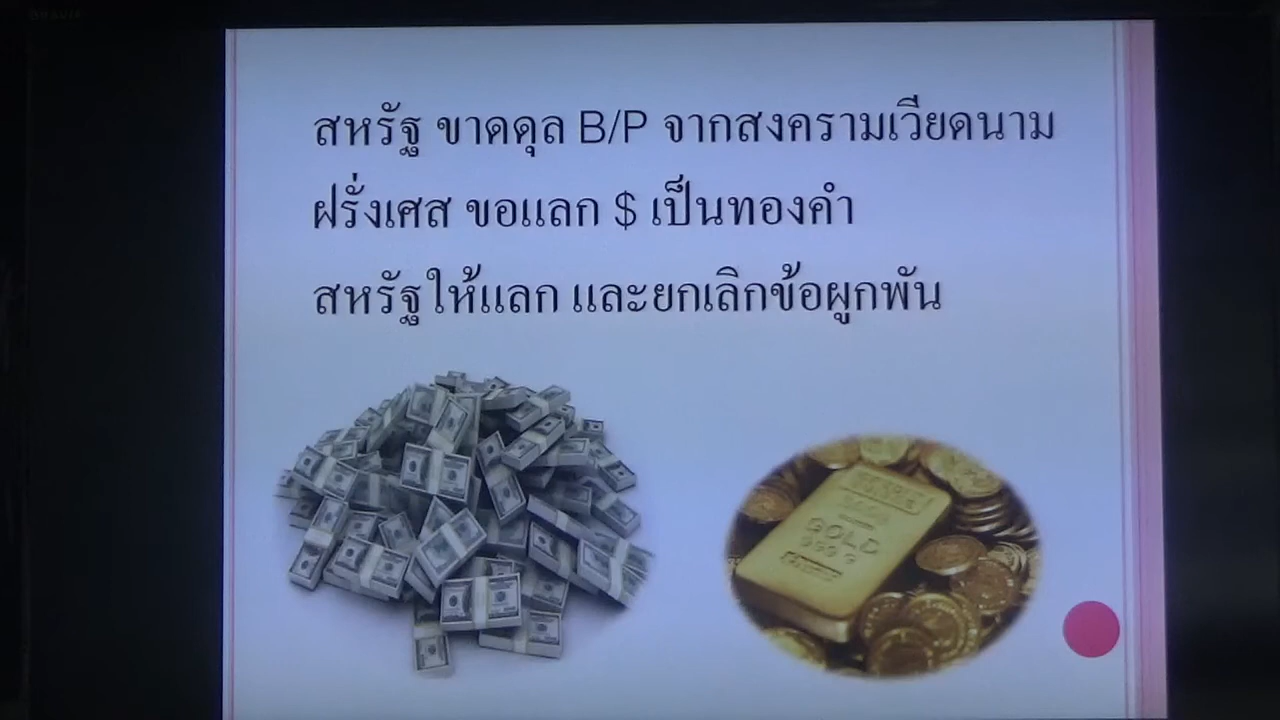 สหรัฐ ขาดดุล B/P จากสงครามเวียดนาม
ฝรั่งเศส ขอแลก $ เป็นทองคำ
สหรัฐให้แลก และยกเลิกข้อผูกพัน
GOLD